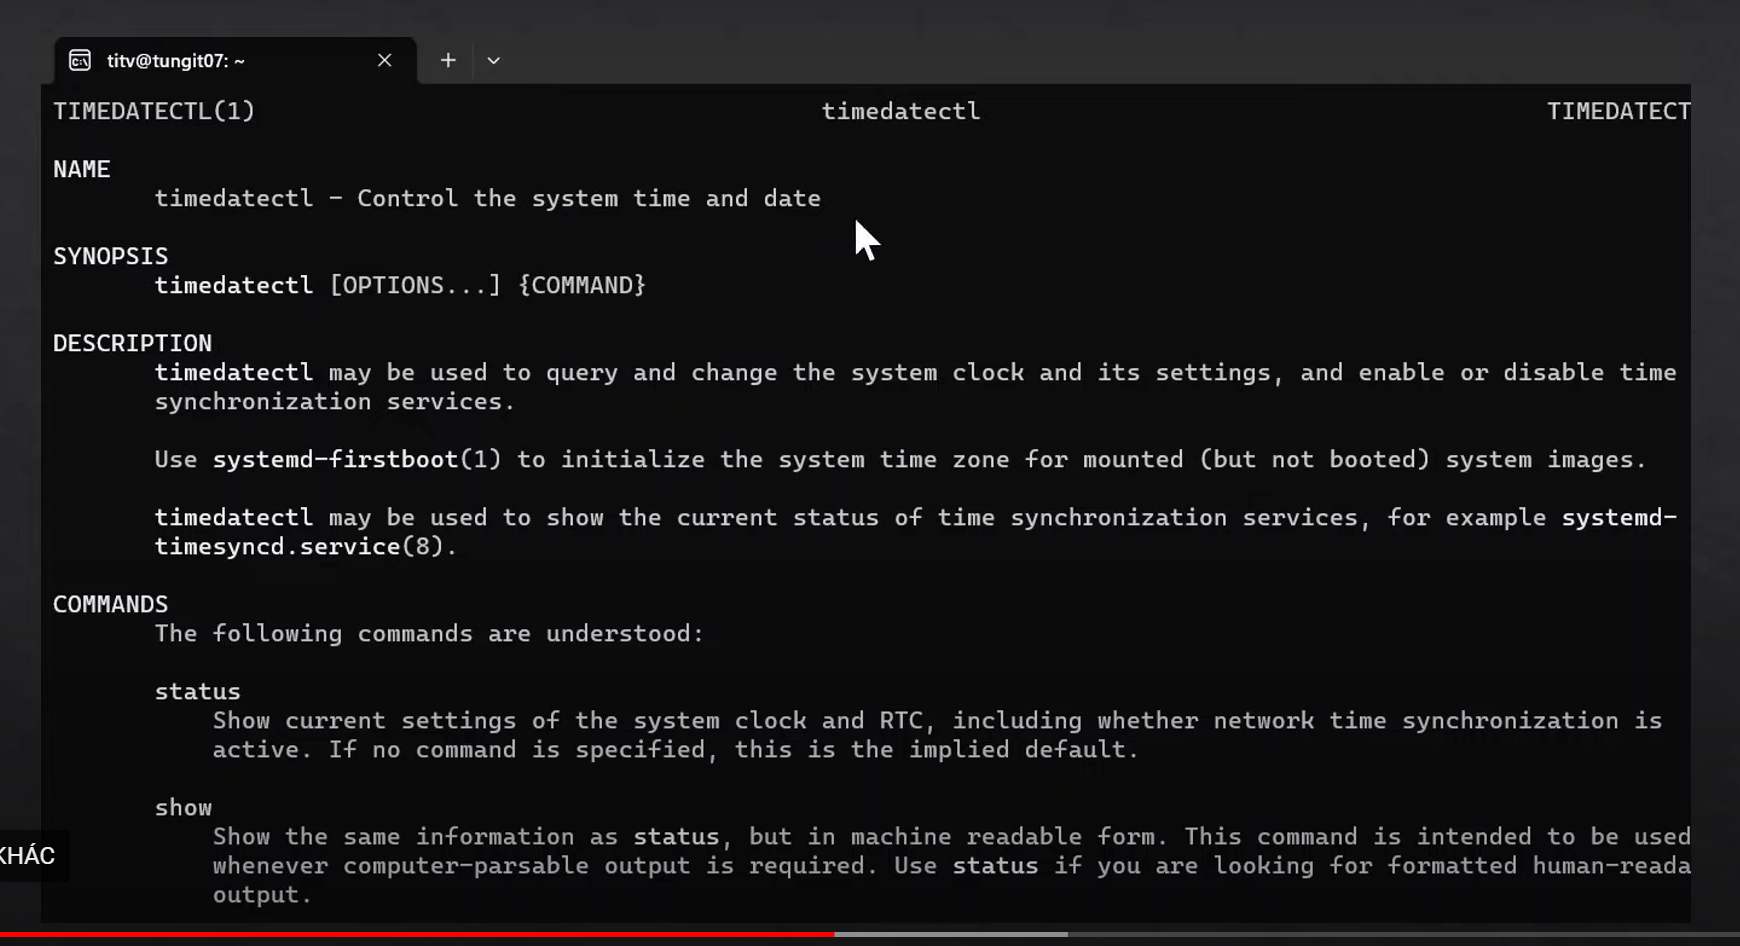 titv@tungit07: ~
TIMEDATECTL(1) timedatectl TIMEDATECT
NAME
timedatectl - Control the system time and date
SYNOPSIS
timedatectl [OPTIONS...] {COMMAND}
DESCRIPTION
timedatectl may be used to query and change the system clock and its settings, and enable or disable time
synchronization services.
Use systemd-firstboot(1) to initialize the system time zone for mounted (but not booted) system images.
timedatectl may be used to show the current status of time synchronization services, for example systemd-
timesyncd.service(8).
COMMANDS
The following commands are understood:
status
Show current settings of the system clock and RTC, including whether network time synchronization is
active. If no command is specified, this is the implied default.
show
Show the same information as status, but in machine readable form. This command is intended to be used
whenever computer-parsable output is required. Use status if you are looking for formatted human-reada
output.
KHÁC